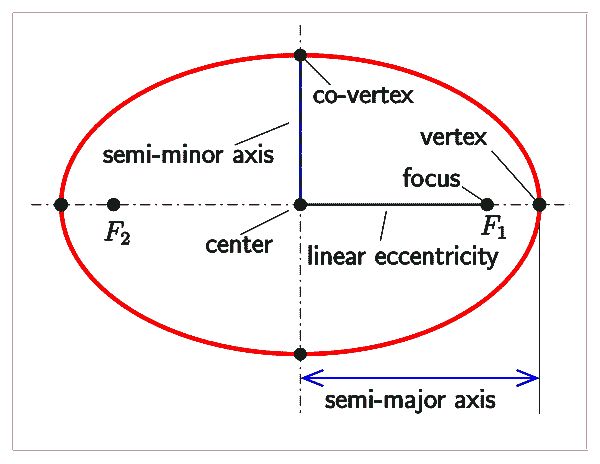 co-vertex
vertex
semi-minor axis
focus
F₂
F₁
center
linear eccentricity
semi-major axis